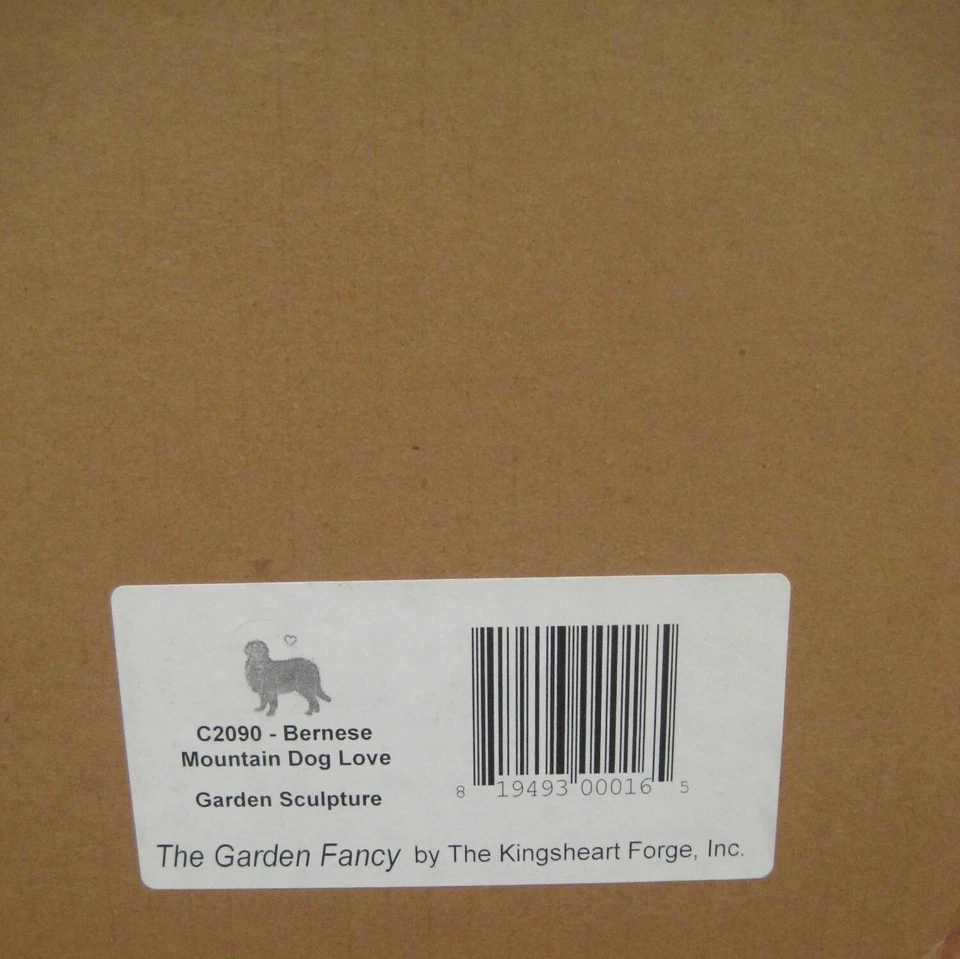 C2090 - Bernese
Mountain Dog Love
Garden Sculpture
8 19493 00016 5
The Garden Fancy by The Kingsheart Forge, Inc.